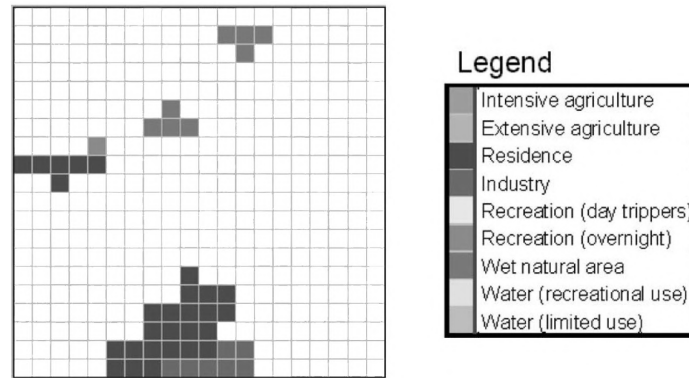 Legend
Intensive agriculture
Extensive agriculture
Residence
Industry
Recreation (day trippers)
Recreation (overnight)
Wet natural area
Water (recreational use)
Water (limited use)